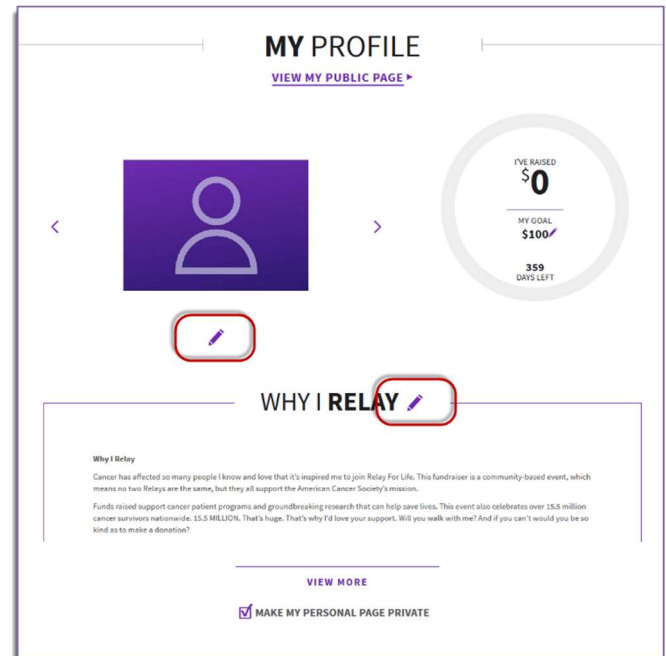 MY PROFILE
VIEW MY PUBLIC PAGE
I'VE RAISED
$0
MY GOAL
$100
359
DAYS LEFT
WHY I RELAY
Why I Relay
Cancer has affected so many people I know and love that it's inspired me to join Relay For Life. This fundraiser is a community-based event, which
means no two Relays are the same, but they all support the American Cancer Society's mission.
Funds raised support cancer patient programs and groundbreaking research that can help save lives. This event also celebrates over 15.5 million
cancer survivors nationwide. 15.5 MILLION. That's huge. That's why I'd love your support. Will you walk with me? And if you can't would you be so
kind as to make a donation?
VIEW MORE
MAKE MY PERSONAL PAGE PRIVATE